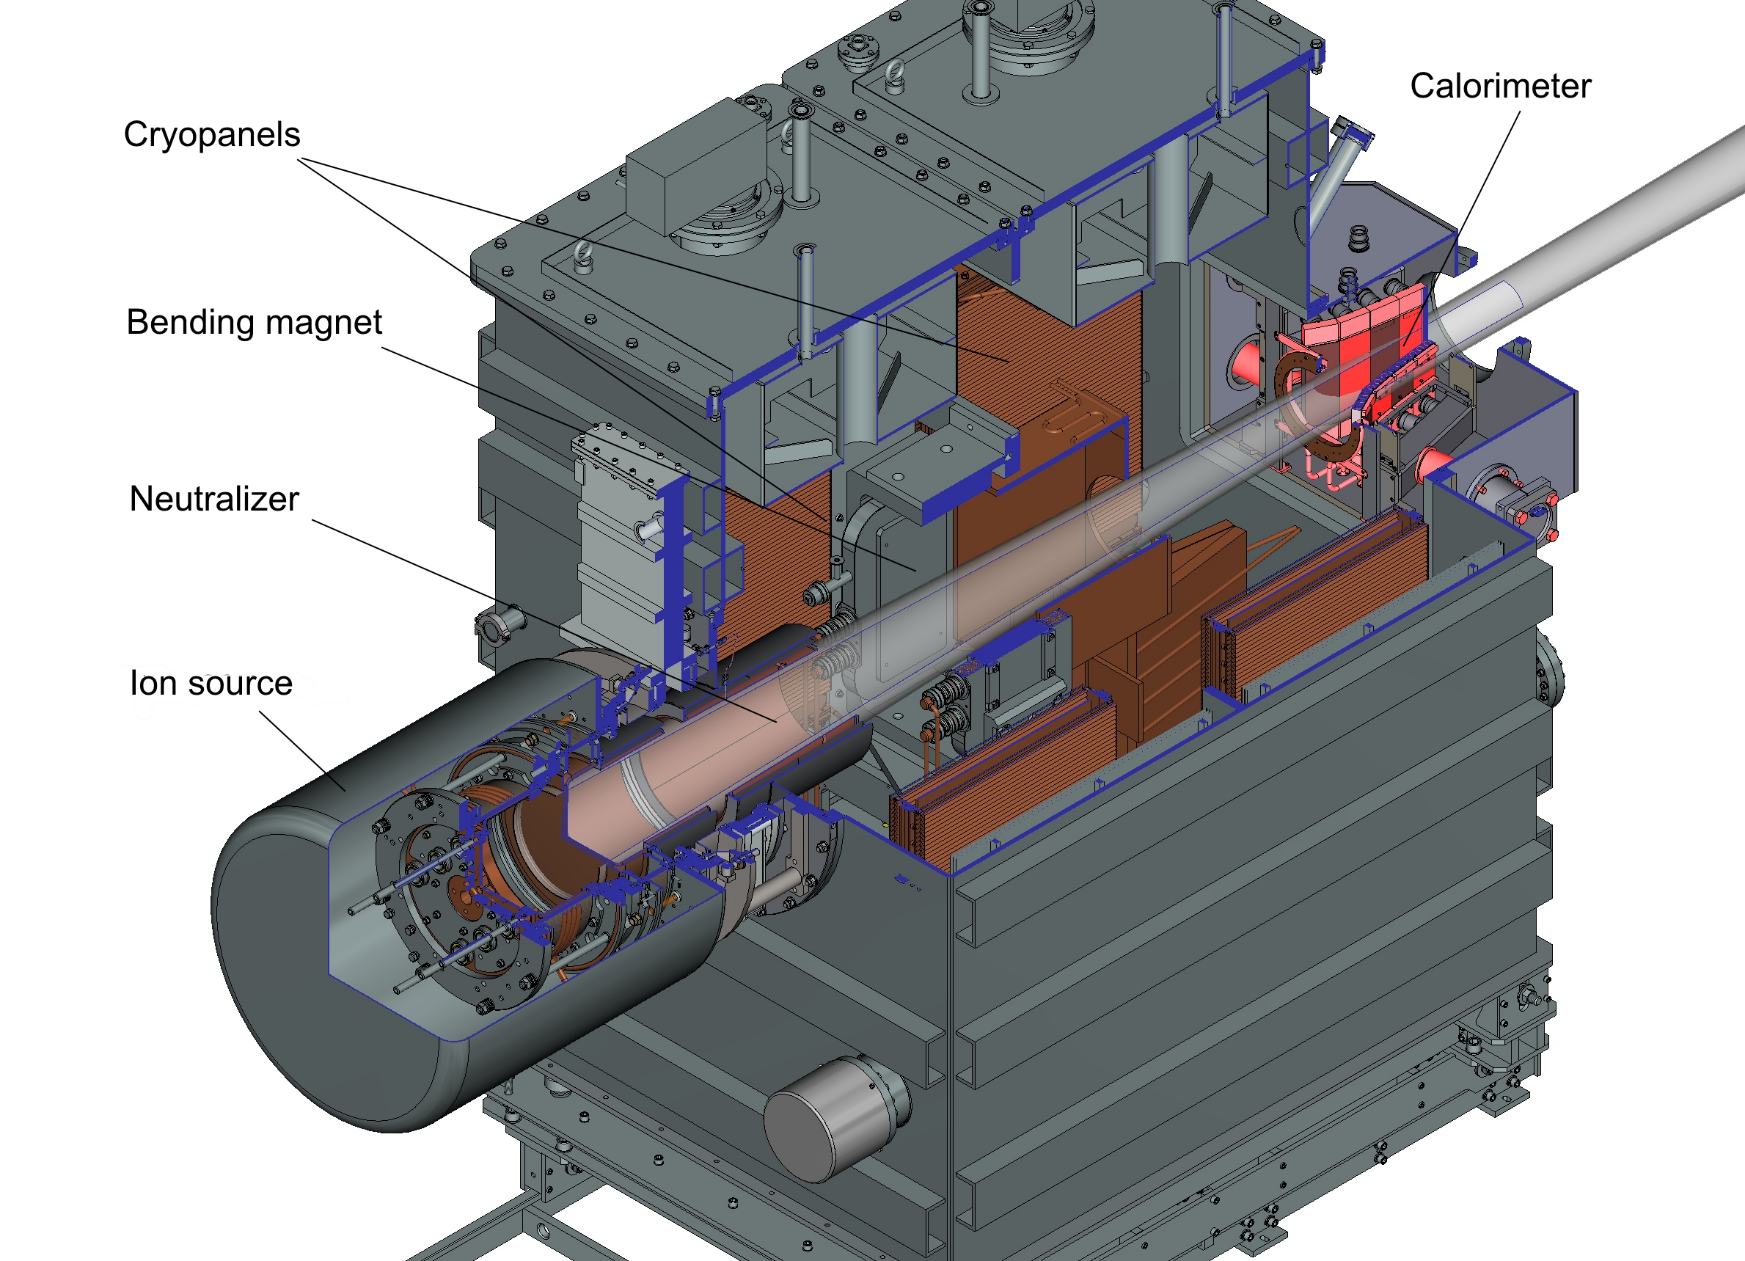 Calorimeter
Cryopanels
Bending magnet
Neutralizer
Ion source